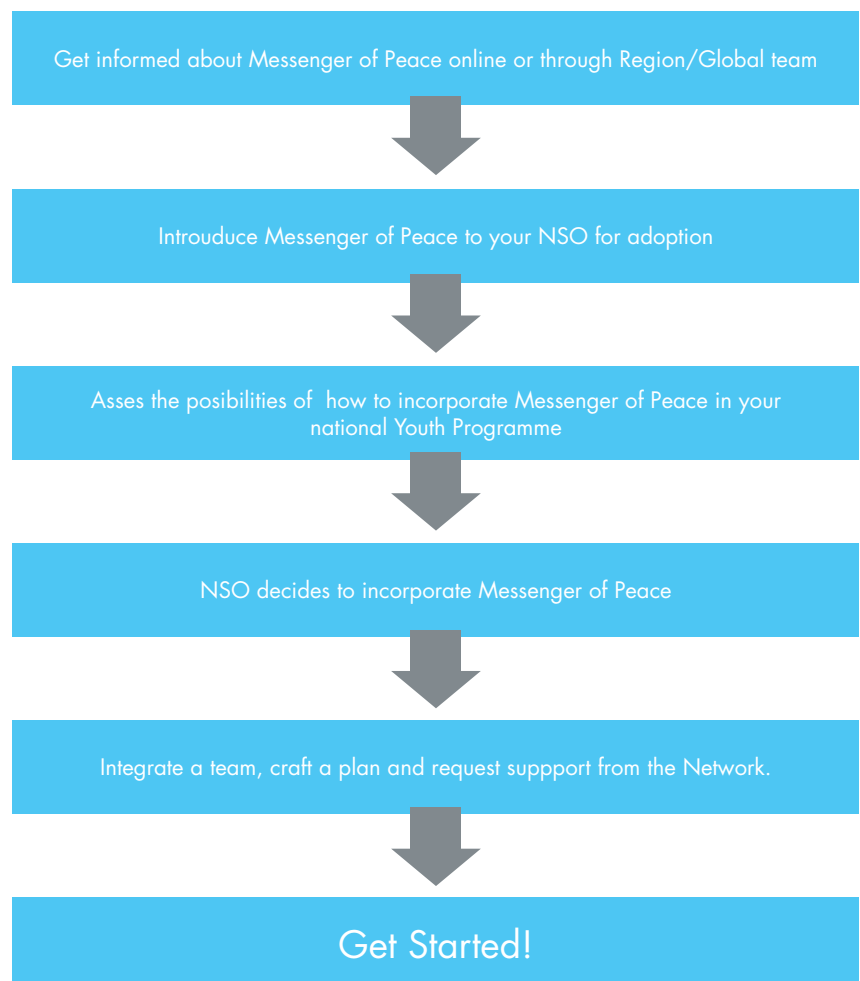 Get informed about Messenger of Peace online or through Region/Global team
Introuduce Messenger of Peace to your NSO for adoption
Asses the posibilities of  how to incorporate Messenger of Peace in your
national Youth Programme
NSO decides to incorporate Messenger of Peace
Integrate a team, craft a plan and request suppport from the Network.
Get Started!